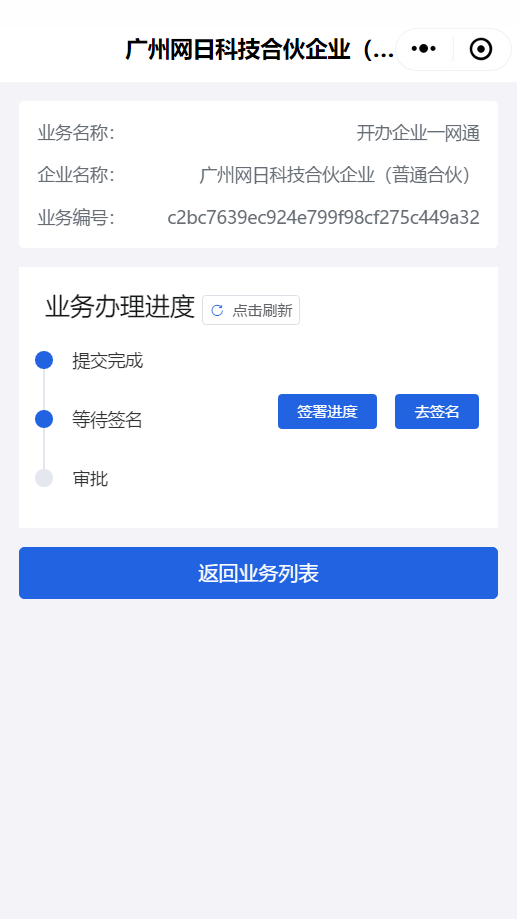 广州网日科技合伙企业（...
业务名称： 开办企业一网通
企业名称： 广州网日科技合伙企业（普通合伙）
业务编号： c2bc7639ec924e799f98cf275c449a32
业务办理进度 点击刷新
提交完成
等待签名 签署进度 去签名
审批
返回业务列表